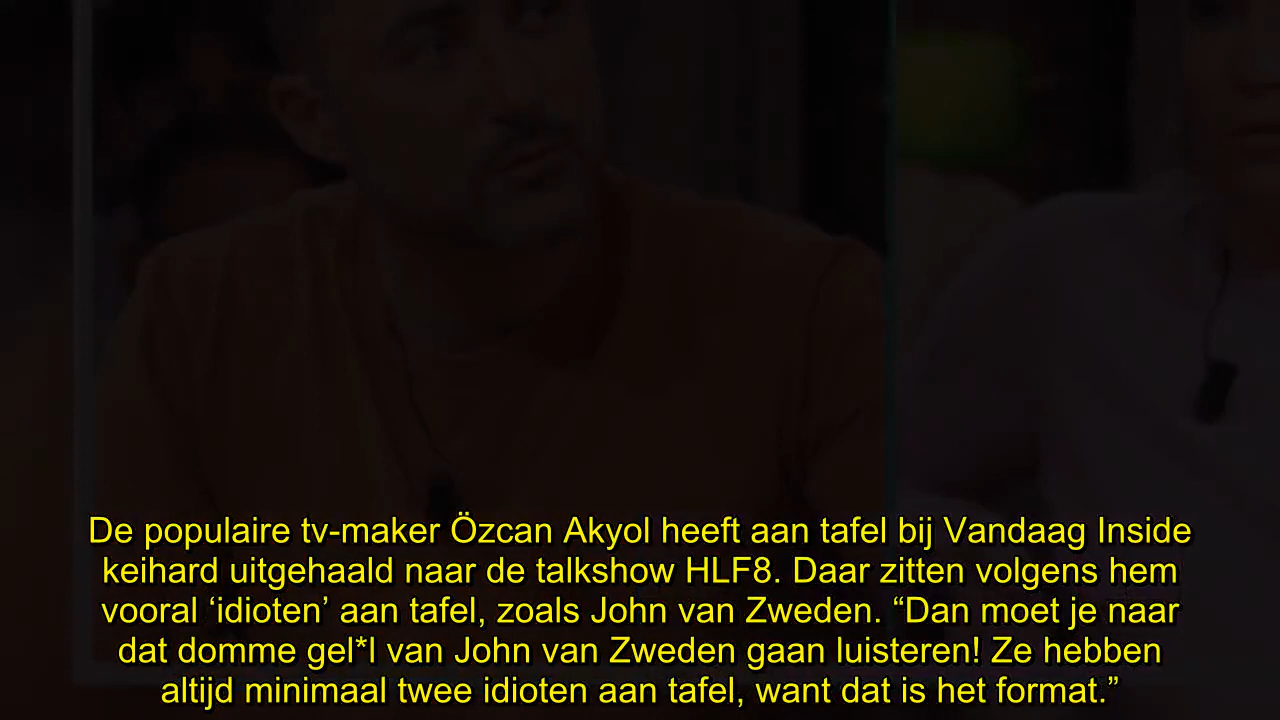 De populaire tv-maker Özcan Akyol heeft aan tafel bij Vandaag Inside
keihard uitgehaald naar de talkshow HLF8. Daar zitten volgens hem
vooral ‘idioten’ aan tafel, zoals John van Zweden. “Dan moet je naar
dat domme gel*l van John van Zweden gaan luisteren! Ze hebben
altijd minimaal twee idioten aan tafel, want dat is het format.”